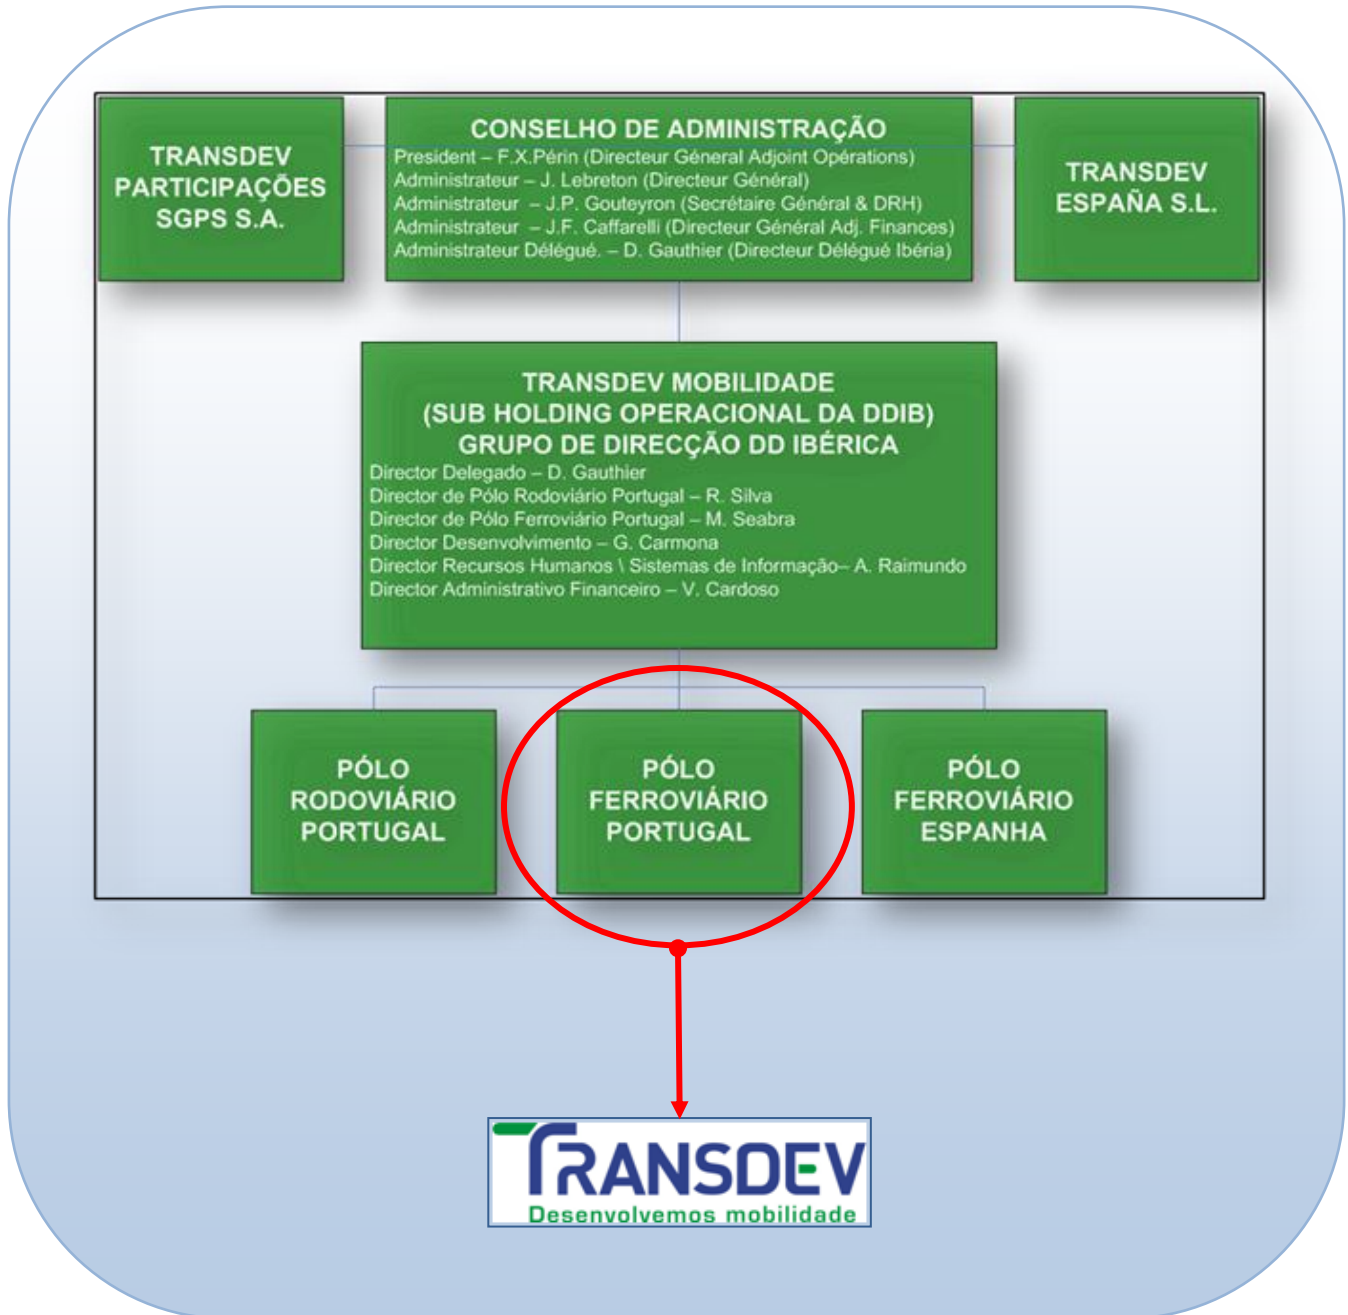 TRANSDEV
PARTICIPAÇÕES
SGPS S.A.
CONSELHO DE ADMINISTRAÇÃO
President – F.X.Périn (Directeur Géneral Adjoint Opérations)
Administrateur – J. Lebreton (Directeur Général)
Administrateur – J.P. Gouteyron (Secrétaire Général & DRH)
Administrateur – J.F. Caffarelli (Directeur Général Adj. Finances)
Administrateur Délégué. – D. Gauthier (Directeur Délégué Ibéria)
TRANSDEV
ESPAÑA S.L.
TRANSDEV MOBILIDADE
(SUB HOLDING OPERACIONAL DA DDIB)
GRUPO DE DIRECÇÃO DD IBÉRICA
Director Delegado – D. Gauthier
Director de Pólo Rodoviário Portugal – R. Silva
Director de Pólo Ferroviário Portugal – M. Seabra
Director Desenvolvimento – G. Carmona
Director Recursos Humanos \ Sistemas de Informação– A. Raimundo
Director Administrativo Financeiro – V. Cardoso
PÓLO
RODOVIÁRIO
PORTUGAL
PÓLO
FERROVIÁRIO
PORTUGAL
PÓLO
FERROVIÁRIO
ESPANHA
TRANSDEV
Desenvolvemos mobilidade